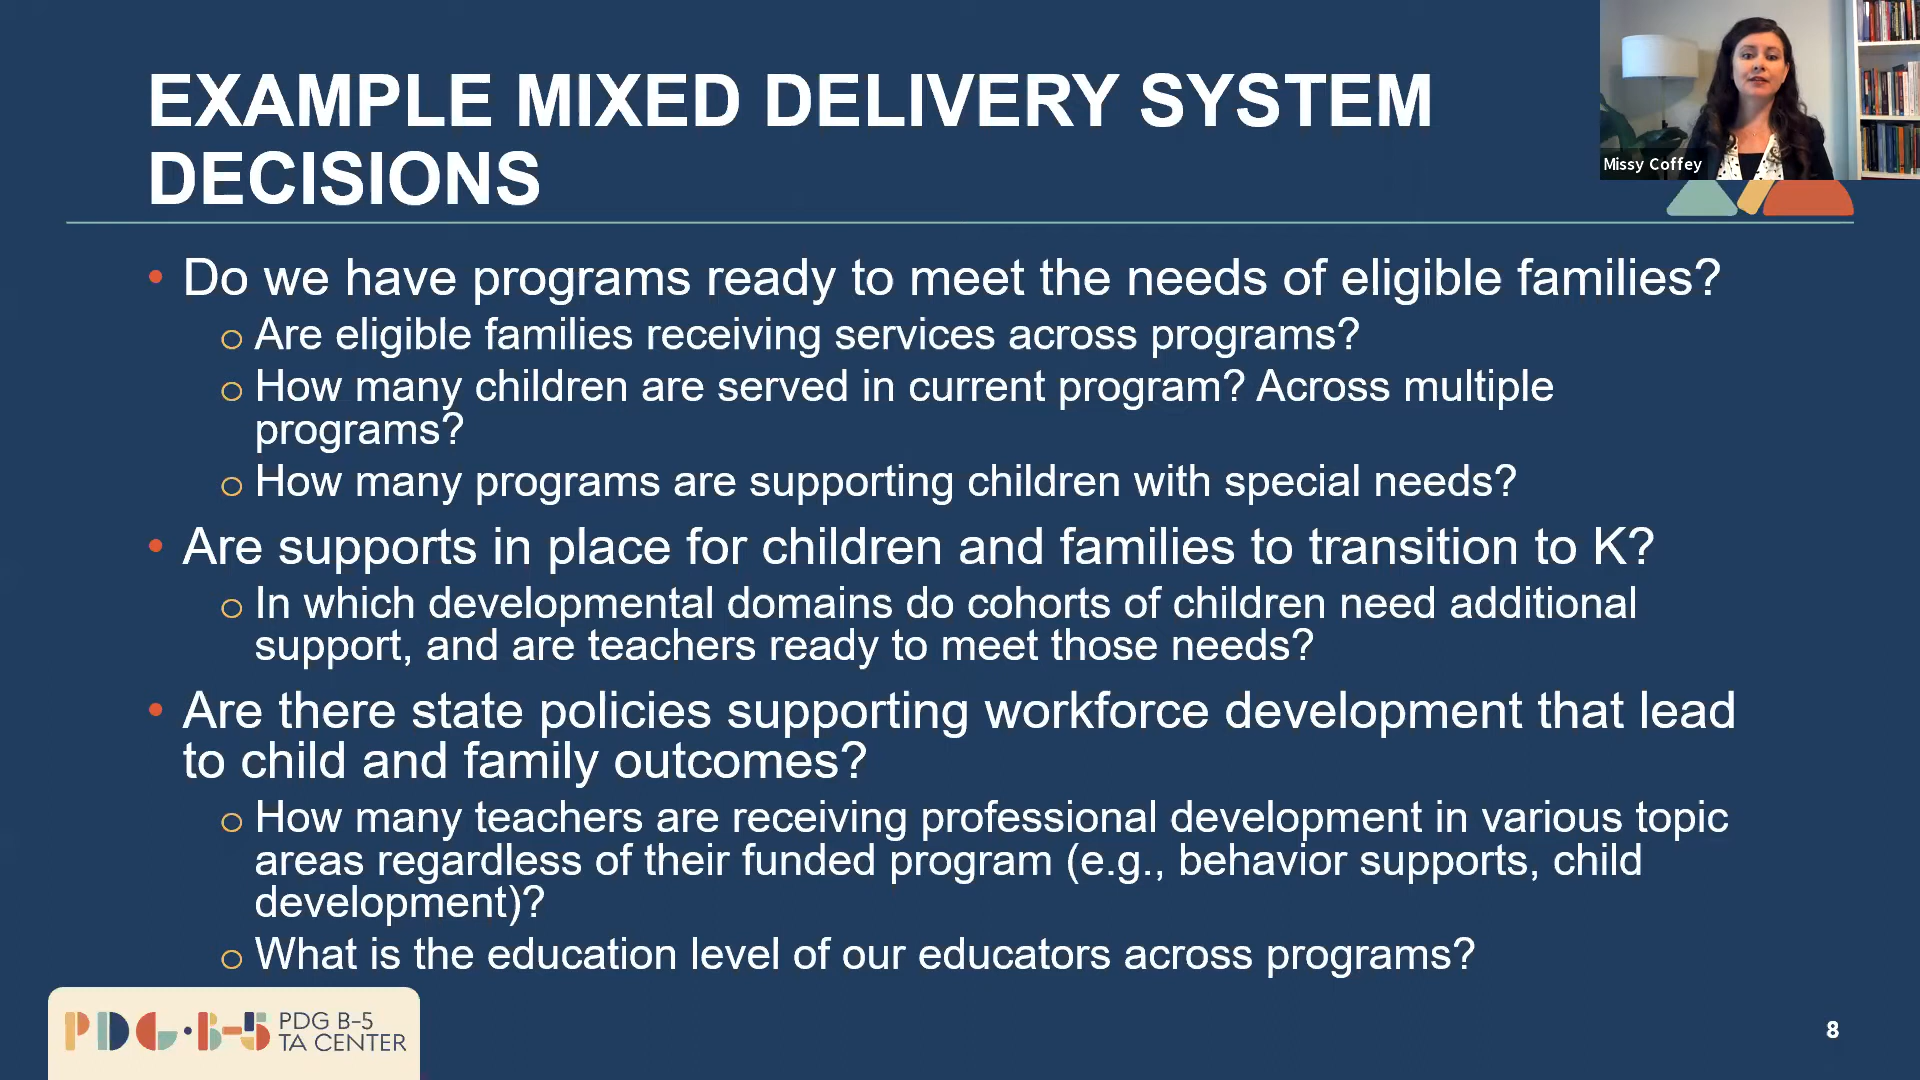 EXAMPLE MIXED DELIVERY SYSTEM
DECISIONS
Missy Coffey
• Do we have programs ready to meet the needs of eligible families?
o Are eligible families receiving services across programs?
o How many children are served in current program? Across multiple
programs?
o How many programs are supporting children with special needs?
• Are supports in place for children and families to transition to K?
o In which developmental domains do cohorts of children need additional
support, and are teachers ready to meet those needs?
• Are there state policies supporting workforce development that lead
to child and family outcomes?
o How many teachers are receiving professional development in various topic
areas regardless of their funded program (e.g., behavior supports, child
development)?
o What is the education level of our educators across programs?
PDG·B-5
PDG B–5
TA CENTER
8